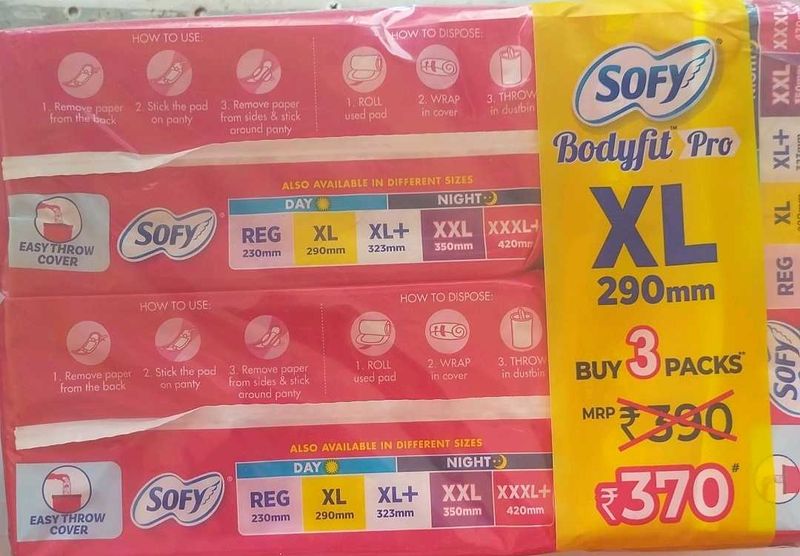 HOW TO USE:
HOW TO DISPOSE:
1. Remove paper
from the back
2. Stick the pad
on panty
3. Remove paper
from sides & stick
around panty
1. ROLL
used pad
2. WRAP
in cover
3. THROW
in dustbin
ALSO AVAILABLE IN DIFFERENT SIZES
DAY
NIGHT
EASY THROW
COVER
SOFY
REG
230mm
XL
290mm
XL+
323mm
XXL
350mm
XXXL+
420mm
HOW TO USE:
HOW TO DISPOSE:
1. Remove paper
from the back
2. Stick the pad
on panty
3. Remove paper
from sides & stick
around panty
1. ROLL
used pad
2. WRAP
in cover
3. THROW
in dustbin
ALSO AVAILABLE IN DIFFERENT SIZES
DAY
NIGHT
EASY THROW
COVER
SOFY
REG
230mm
XL
290mm
XL+
323mm
XXL
350mm
XXXL+
420mm
SOFY
Bodyfit™ Pro
XL
290mm
BUY 3 PACKS**
MRP ₹390
₹370#
XXL
XL+
XL
REG
SOFY